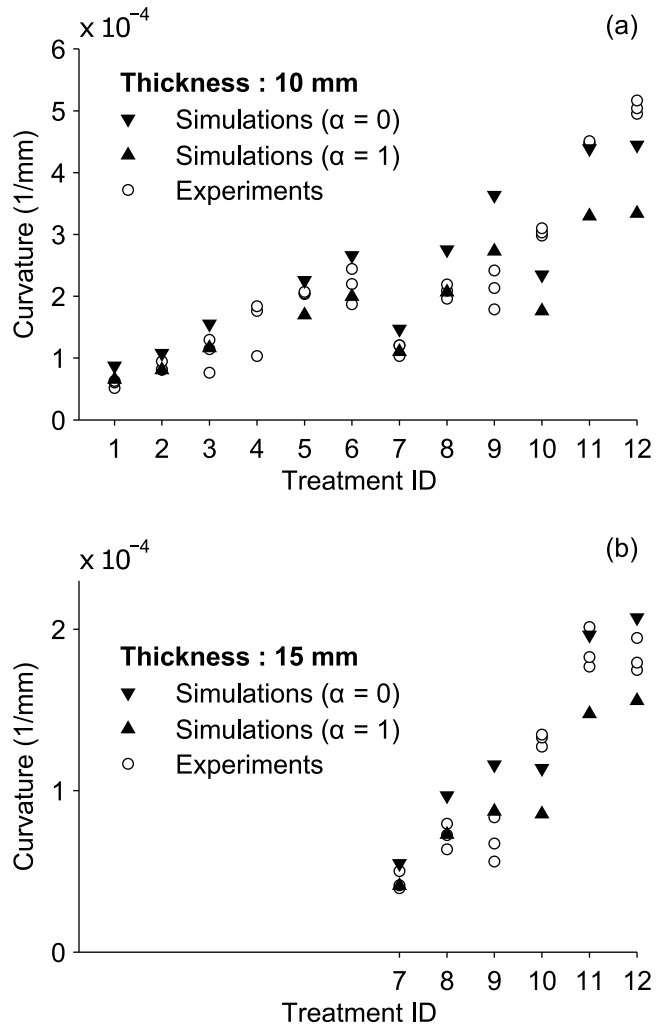 x 10⁻⁴
(a)
6
Thickness : 10 mm
5
Simulations (α = 0)
4
Simulations (α = 1)
Experiments
3
2
1
0
Curvature (1/mm)
1 2 3 4 5 6 7 8 9 10 11 12
Treatment ID
x 10⁻⁴
(b)
2
Thickness : 15 mm
Simulations (α = 0)
Simulations (α = 1)
Experiments
1
0
Curvature (1/mm)
7 8 9 10 11 12
Treatment ID